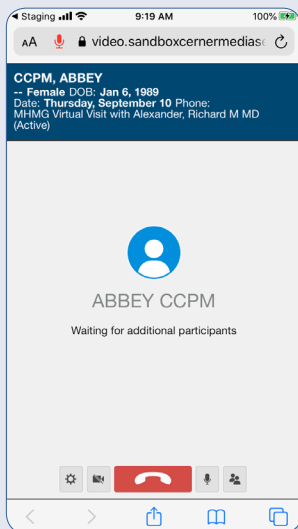 ◀ Staging 9:19 AM 100%
AA video.sandboxcernermedias
CCPM, ABBEY
-- Female DOB: Jan 6, 1989
Date: Thursday, September 10 Phone:
MHMG Virtual Visit with Alexander, Richard M MD
(Active)
ABBEY CCPM
Waiting for additional participants